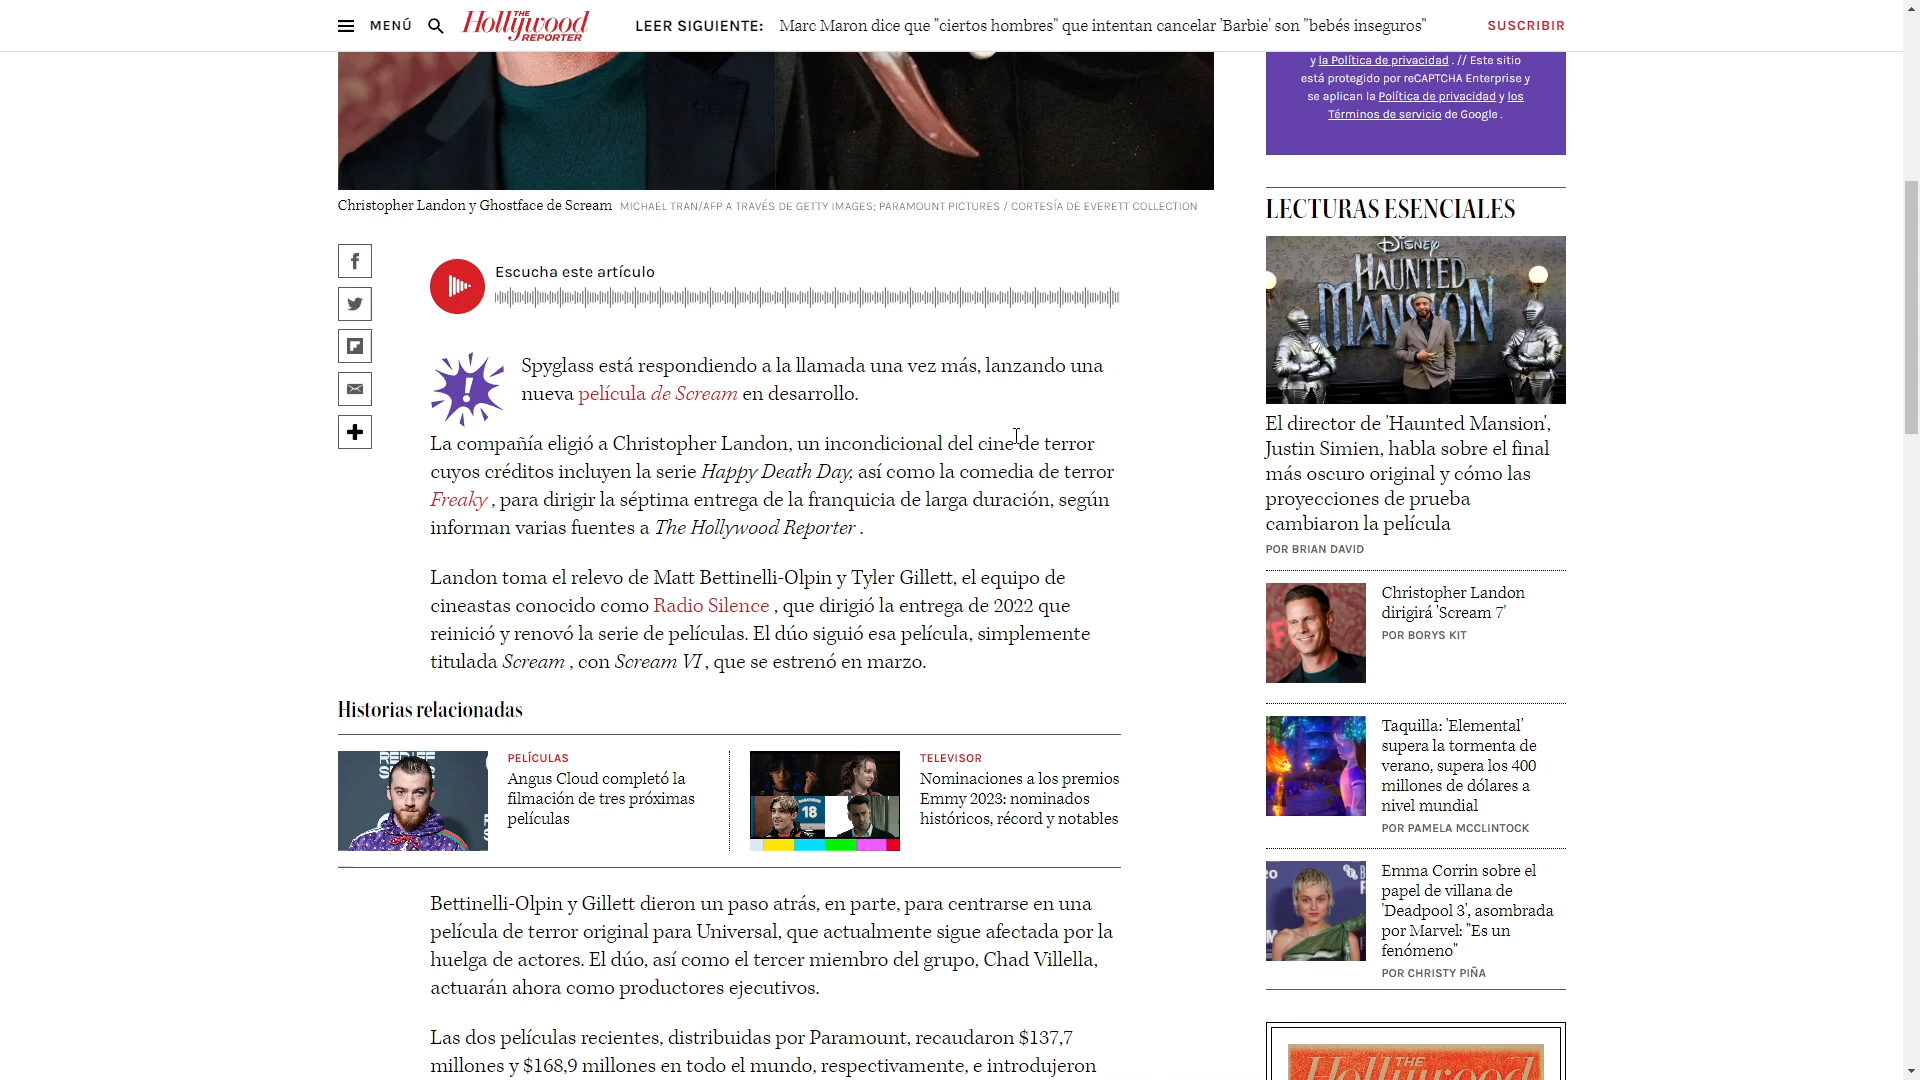 MENÚ
THE
Hollywood
REPORTER
LEER SIGUIENTE: Marc Maron dice que "ciertos hombres" que intentan cancelar 'Barbie' son "bebés inseguros"
SUSCRIBIR
Christopher Landon y Ghostface de Scream MICHAEL TRAN/AFP A TRAVÉS DE GETTY IMAGES; PARAMOUNT PICTURES / CORTESÍA DE EVERETT COLLECTION
Escucha este artículo
Spyglass está respondiendo a la llamada una vez más, lanzando una
nueva película de Scream en desarrollo.
La compañía eligió a Christopher Landon, un incondicional del cine de terror
cuyos créditos incluyen la serie Happy Death Day, así como la comedia de terror
Freaky , para dirigir la séptima entrega de la franquicia de larga duración, según
informan varias fuentes a The Hollywood Reporter .
Landon toma el relevo de Matt Bettinelli-Olpin y Tyler Gillett, el equipo de
cineastas conocido como Radio Silence , que dirigió la entrega de 2022 que
reinició y renovó la serie de películas. El dúo siguió esa película, simplemente
titulada Scream , con Scream VI , que se estrenó en marzo.
Historias relacionadas
PELÍCULAS
Angus Cloud completó la
filmación de tres próximas
películas
18
TELEVISOR
Nominaciones a los premios
Emmy 2023: nominados
históricos, récord y notables
Bettinelli-Olpin y Gillett dieron un paso atrás, en parte, para centrarse en una
película de terror original para Universal, que actualmente sigue afectada por la
huelga de actores. El dúo, así como el tercer miembro del grupo, Chad Villella,
actuarán ahora como productores ejecutivos.
Las dos películas recientes, distribuidas por Paramount, recaudaron $137,7
millones y $168,9 millones en todo el mundo, respectivamente, e introdujeron
y la Política de privacidad . // Este sitio
está protegido por reCAPTCHA Enterprise y
se aplican la Política de privacidad y los
Términos de servicio de Google .
LECTURAS ESENCIALES
DISNEY
HAUNTED
MANSION
El director de 'Haunted Mansion',
Justin Simien, habla sobre el final
más oscuro original y cómo las
proyecciones de prueba
cambiaron la película
POR BRIAN DAVID
Christopher Landon
dirigirá 'Scream 7'
POR BORYS KIT
Taquilla: 'Elemental'
supera la tormenta de
verano, supera los 400
millones de dólares a
nivel mundial
POR PAMELA MCCLINTOCK
Emma Corrin sobre el
papel de villana de
'Deadpool 3', asombrada
por Marvel: "Es un
fenómeno"
POR CHRISTY PIÑA
THE
Hollywood